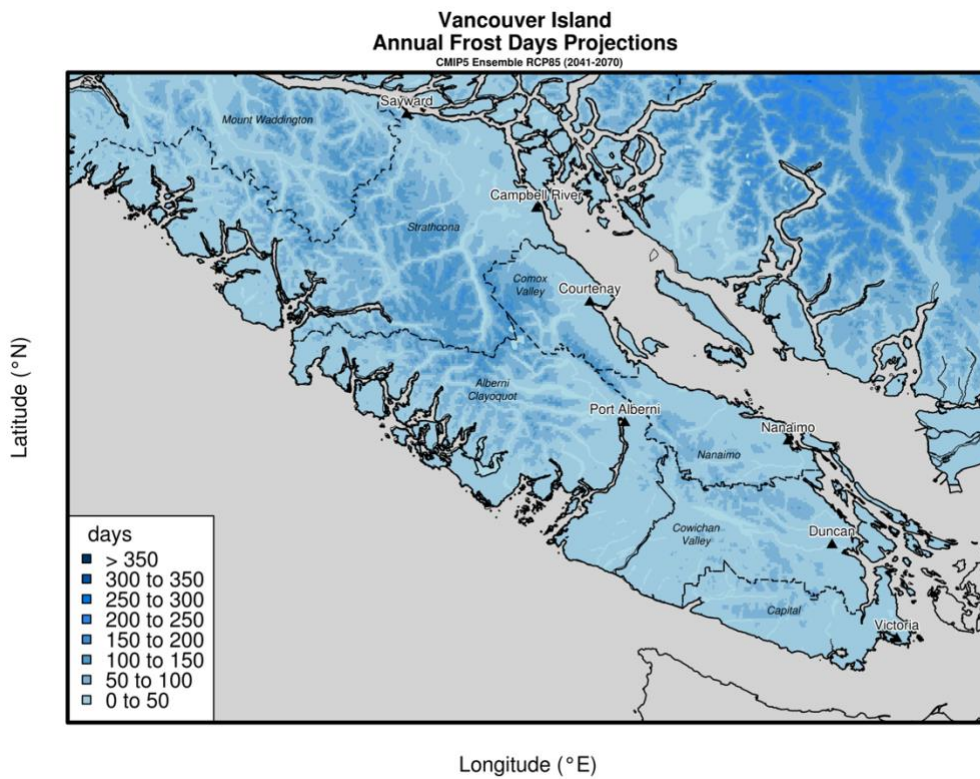 Vancouver Island
Annual Frost Days Projections
CMIP5 Ensemble RCP85 (2041-2070)
Sayward
Mount Waddington
Campbell River
Strathcona
Comox
Valley
Courtenay
Alberni
Clayoquot
Port Alberni
Nanaimo
Nanaimo
Cowichan
Valley
Duncan
Capital
Victoria
Latitude (°N)
days
> 350
300 to 350
250 to 300
200 to 250
150 to 200
100 to 150
50 to 100
0 to 50
Longitude (°E)